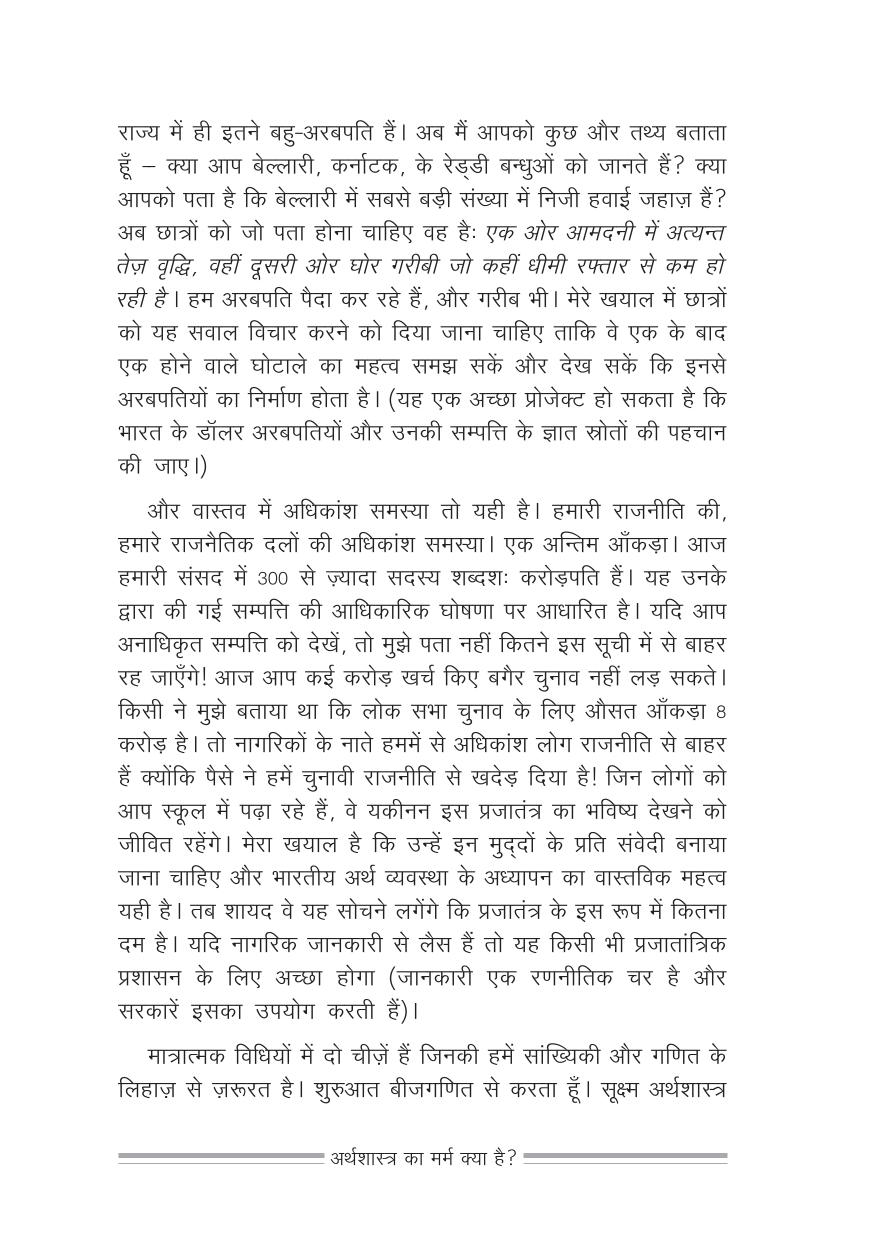 राज्य में ही इतने बहु-अरबपति हैं। अब मैं आपको कुछ और तथ्य बताता
हूँ – क्या आप बेल्लारी, कर्नाटक, के रेड्डी बन्धुओं को जानते हैं? क्या
आपको पता है कि बेल्लारी में सबसे बड़ी संख्या में निजी हवाई जहाज़ हैं?
अब छात्रों को जो पता होना चाहिए वह है: एक ओर आमदनी में अत्यन्त
तेज़ वृद्धि, वहीं दूसरी ओर घोर गरीबी जो कहीं धीमी रफ्तार से कम हो
रही है। हम अरबपति पैदा कर रहे हैं, और गरीब भी। मेरे खयाल में छात्रों
को यह सवाल विचार करने को दिया जाना चाहिए ताकि वे एक के बाद
एक होने वाले घोटाले का महत्व समझ सकें और देख सकें कि इनसे
अरबपतियों का निर्माण होता है। (यह एक अच्छा प्रोजेक्ट हो सकता है कि
भारत के डॉलर अरबपतियों और उनकी सम्पत्ति के ज्ञात स्रोतों की पहचान
की जाए।)
और वास्तव में अधिकांश समस्या तो यही है। हमारी राजनीति की,
हमारे राजनैतिक दलों की अधिकांश समस्या। एक अन्तिम आँकड़ा। आज
हमारी संसद में 300 से ज़्यादा सदस्य शब्दशः करोड़पति हैं। यह उनके
द्वारा की गई सम्पत्ति की आधिकारिक घोषणा पर आधारित है। यदि आप
अनाधिकृत सम्पत्ति को देखें, तो मुझे पता नहीं कितने इस सूची में से बाहर
रह जाएँगे! आज आप कई करोड़ खर्च किए बगैर चुनाव नहीं लड़ सकते।
किसी ने मुझे बताया था कि लोक सभा चुनाव के लिए औसत आँकड़ा 8
करोड़ है। तो नागरिकों के नाते हममें से अधिकांश लोग राजनीति से बाहर
हैं क्योंकि पैसे ने हमें चुनावी राजनीति से खदेड़ दिया है! जिन लोगों को
आप स्कूल में पढ़ा रहे हैं, वे यकीनन इस प्रजातंत्र का भविष्य देखने को
जीवित रहेंगे। मेरा खयाल है कि उन्हें इन मुद्दों के प्रति संवेदी बनाया
जाना चाहिए और भारतीय अर्थ व्यवस्था के अध्यापन का वास्तविक महत्व
यही है। तब शायद वे यह सोचने लगेंगे कि प्रजातंत्र के इस रूप में कितना
दम है। यदि नागरिक जानकारी से लैस हैं तो यह किसी भी प्रजातांत्रिक
प्रशासन के लिए अच्छा होगा (जानकारी एक रणनीतिक चर है और
सरकारें इसका उपयोग करती हैं)।
मात्रात्मक विधियों में दो चीज़ें हैं जिनकी हमें सांख्यिकी और गणित के
लिहाज़ से ज़रूरत है। शुरुआत बीजगणित से करता हूँ। सूक्ष्म अर्थशास्त्र
अर्थशास्त्र का मर्म क्या है?